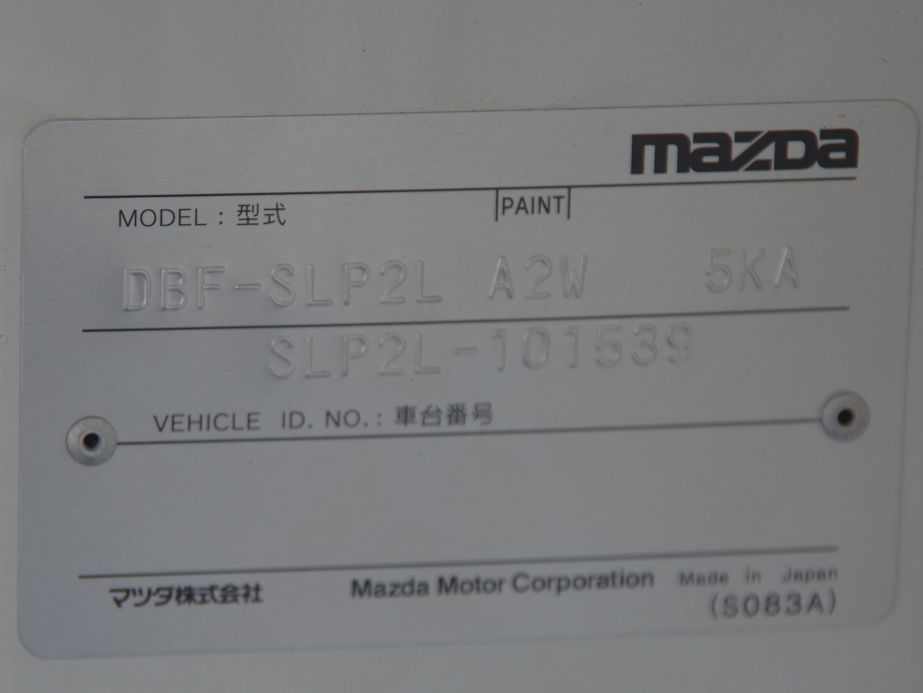 mazda
MODEL : 型式 PAINT
DBF-SLP2L A2W 5KA
SLP2L-101539
VEHICLE ID. NO. : 車台番号
マツダ株式会社 Mazda Motor Corporation Made in Japan
(S083A)